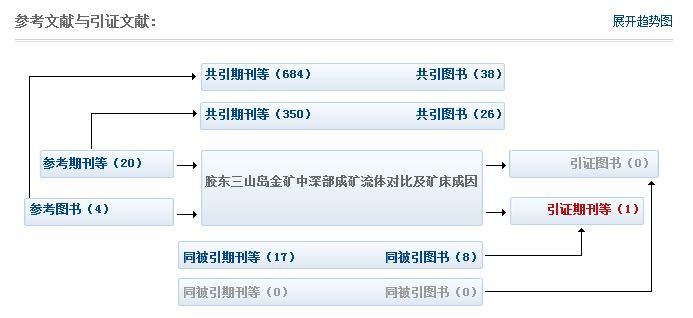 参考文献与引证文献:
展开趋势图
共引期刊等（684） 共引图书（38）
共引期刊等（350） 共引图书（26）
参考期刊等（20）
胶东三山岛金矿中深部成矿流体对比及矿床成因
引证图书（0）
参考图书（4）
引证期刊等（1）
同被引期刊等（17） 同被引图书（8）
同被引期刊等（0） 同被引图书（0）